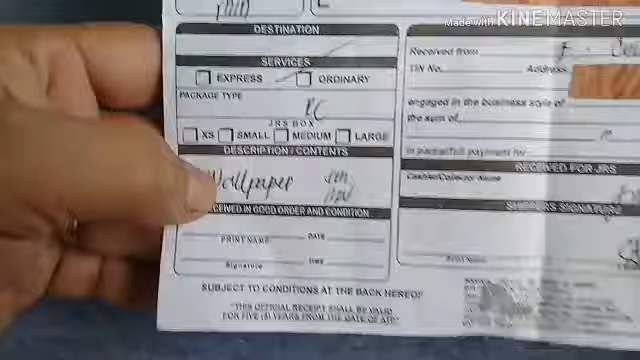 Made with KINEMASTER
DESTINATION
SERVICES
EXPRESS ORDINARY
PACKAGE TYPE
JRS BOX
XS SMALL MEDIUM LARGE
DESCRIPTION / CONTENTS
Wallpaper
RECEIVED IN GOOD ORDER AND CONDITION
PRINT NAME DATE
Signature TIME
SUBJECT TO CONDITIONS AT THE BACK HEREOF
"THIS OFFICIAL RECEIPT SHALL BE VALID
FOR FIVE (5) YEARS FROM THE DATE OF ATP"
Received from
TIN No. Address
engaged in the business style of
the sum of
in partial/full payment for
RECEIVED FOR JRS
Cashier/Collector Name
SHIPPER'S SIGNATURE
Print Name